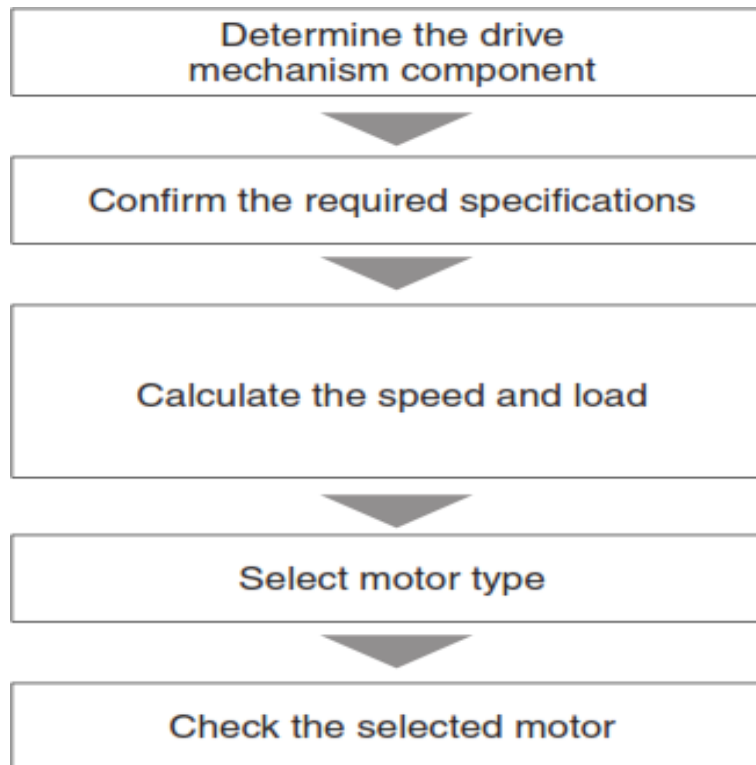 Determine the drive
mechanism component
Confirm the required specifications
Calculate the speed and load
Select motor type
Check the selected motor